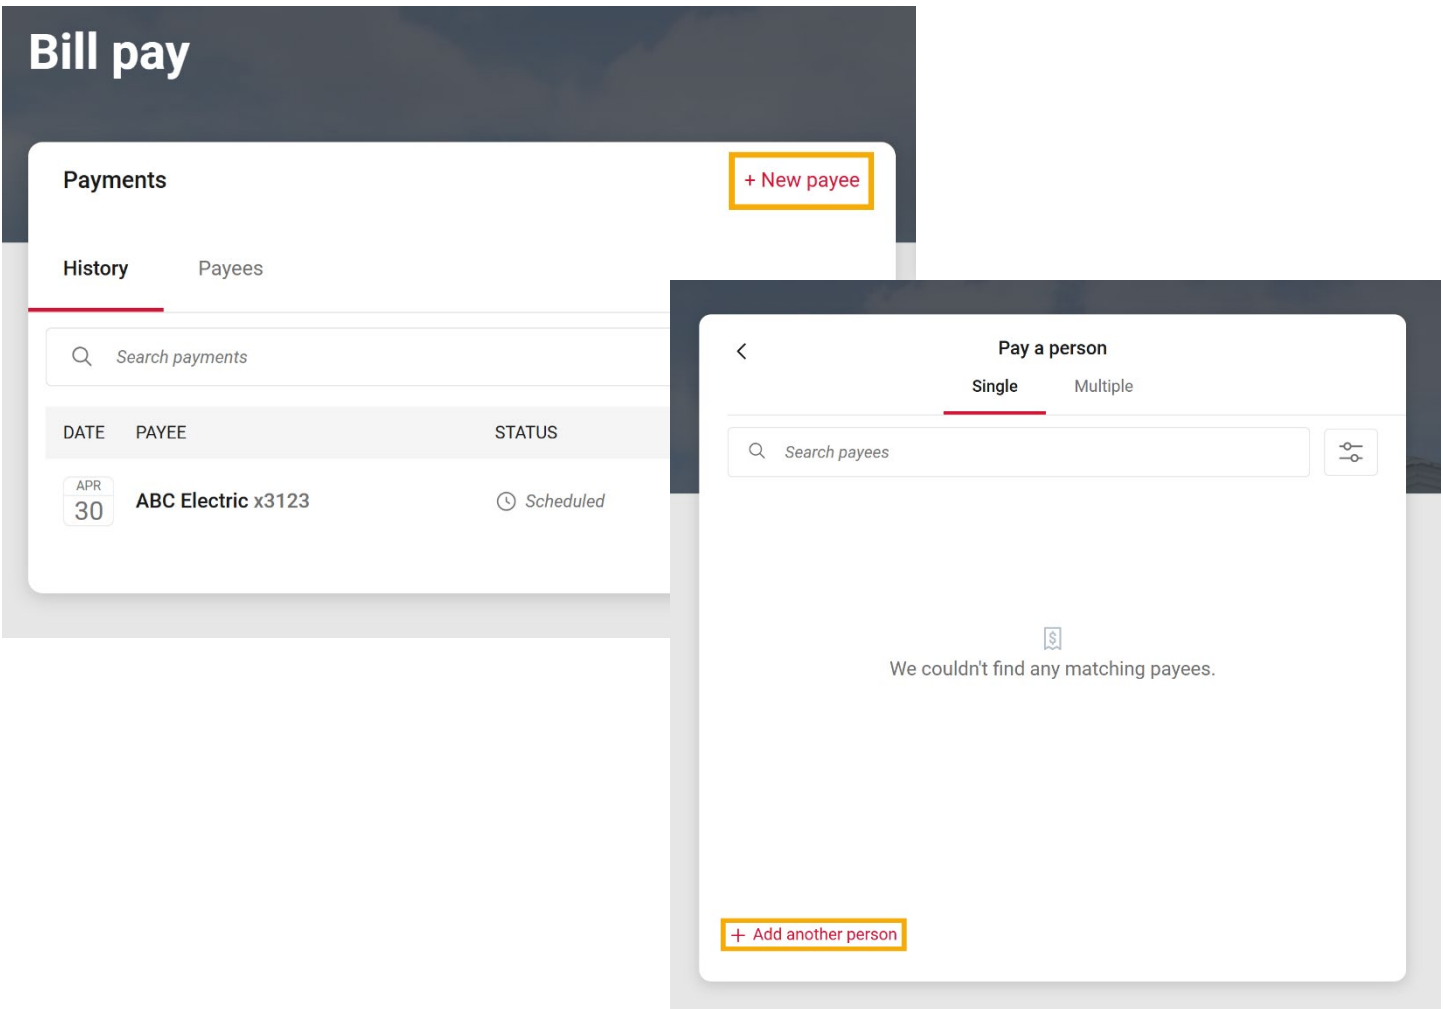 Bill pay
Payments
+ New payee
History Payees
Search payments
DATE PAYEE STATUS
APR
30
ABC Electric x3123
Scheduled
Pay a person
Single Multiple
Search payees
We couldn't find any matching payees.
+ Add another person